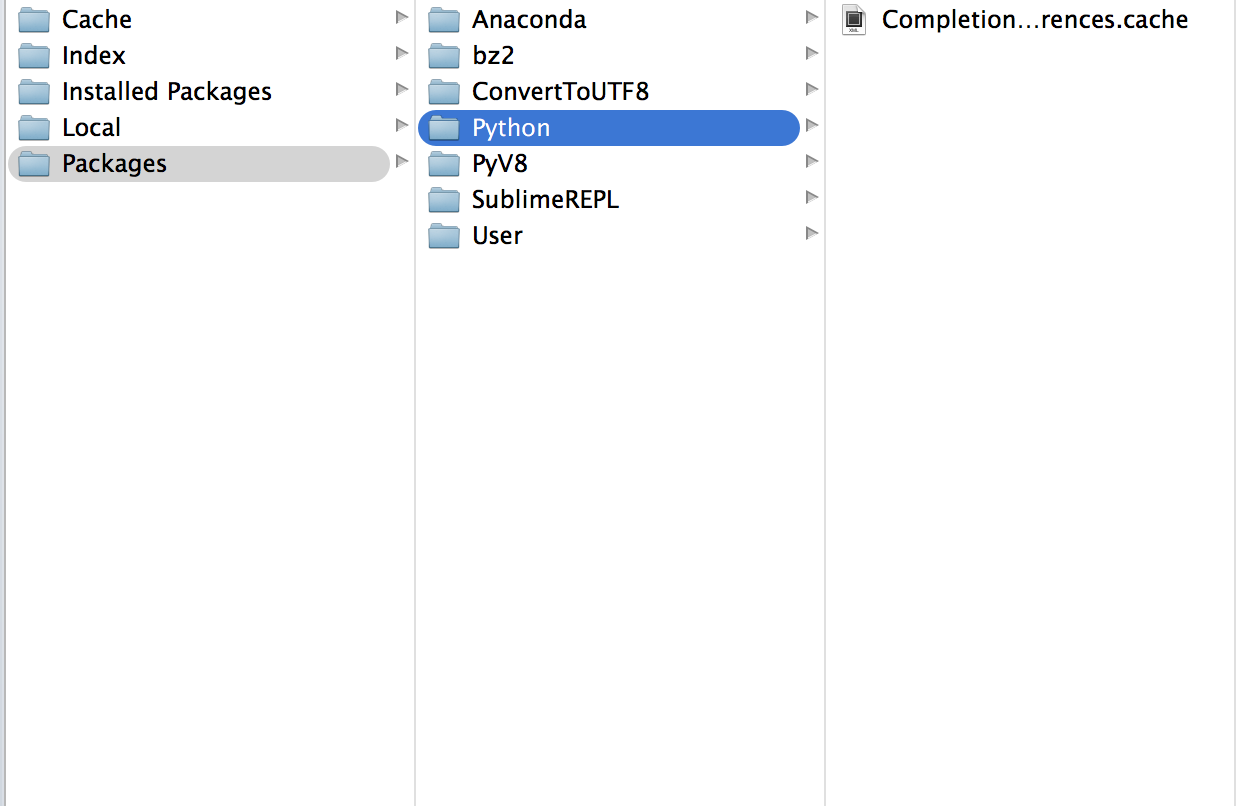 Cache
Index
Installed Packages
Local
Packages
Anaconda
bz2
ConvertToUTF8
Python
PyV8
SublimeREPL
User
Completion...rences.cache
XML